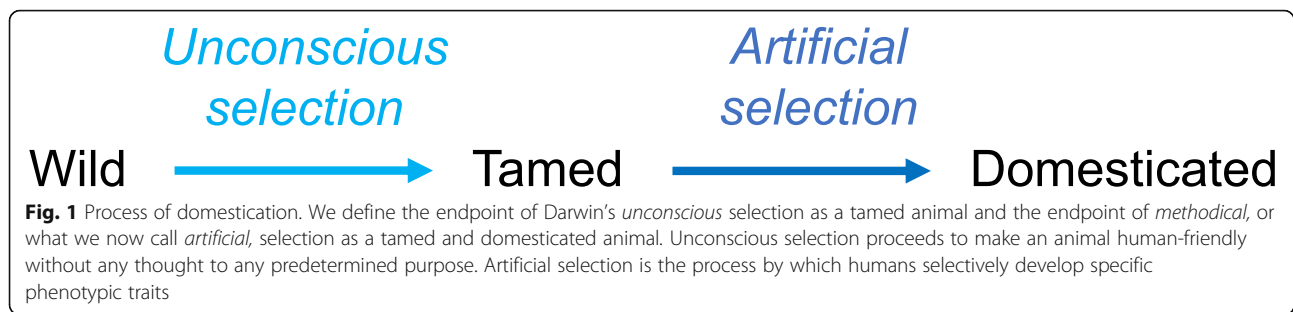 Unconscious selection
Artificial selection
Wild
Tamed
Domesticated
Fig. 1 Process of domestication. We define the endpoint of Darwin’s unconscious selection as a tamed animal and the endpoint of methodical, or
what we now call artificial, selection as a tamed and domesticated animal. Unconscious selection proceeds to make an animal human-friendly
without any thought to any predetermined purpose. Artificial selection is the process by which humans selectively develop specific
phenotypic traits